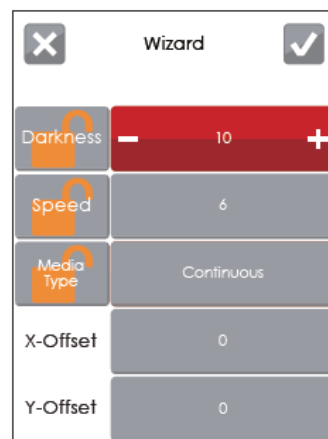 Wizard
Darkness
10
Speed
6
Media
Type
Continuous
X-Offset
0
Y-Offset
0